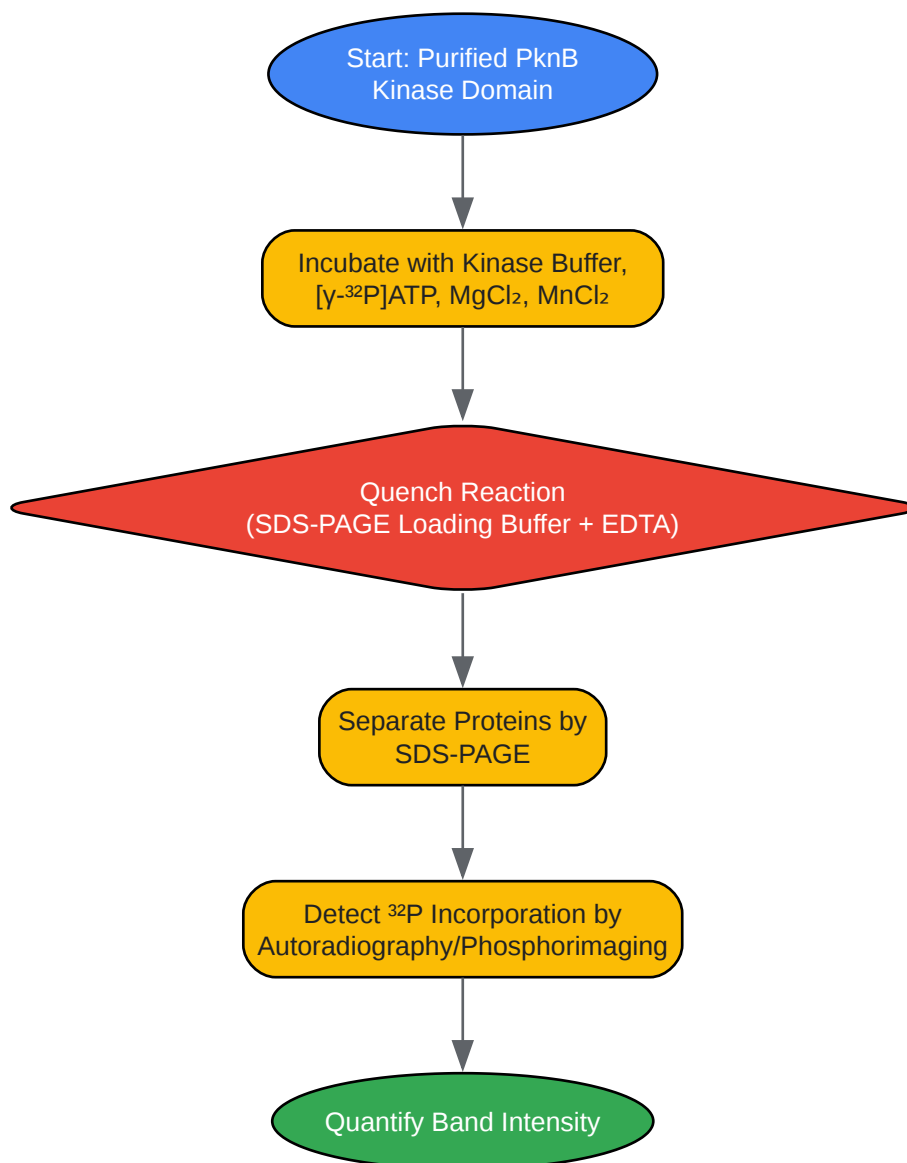 Start: Purified PknB
Kinase Domain
Incubate with Kinase Buffer,
[γ-³²P]ATP, MgCl₂, MnCl₂
Quench Reaction
(SDS-PAGE Loading Buffer + EDTA)
Separate Proteins by
SDS-PAGE
Detect ³²P Incorporation by
Autoradiography/Phosphorimaging
Quantify Band Intensity